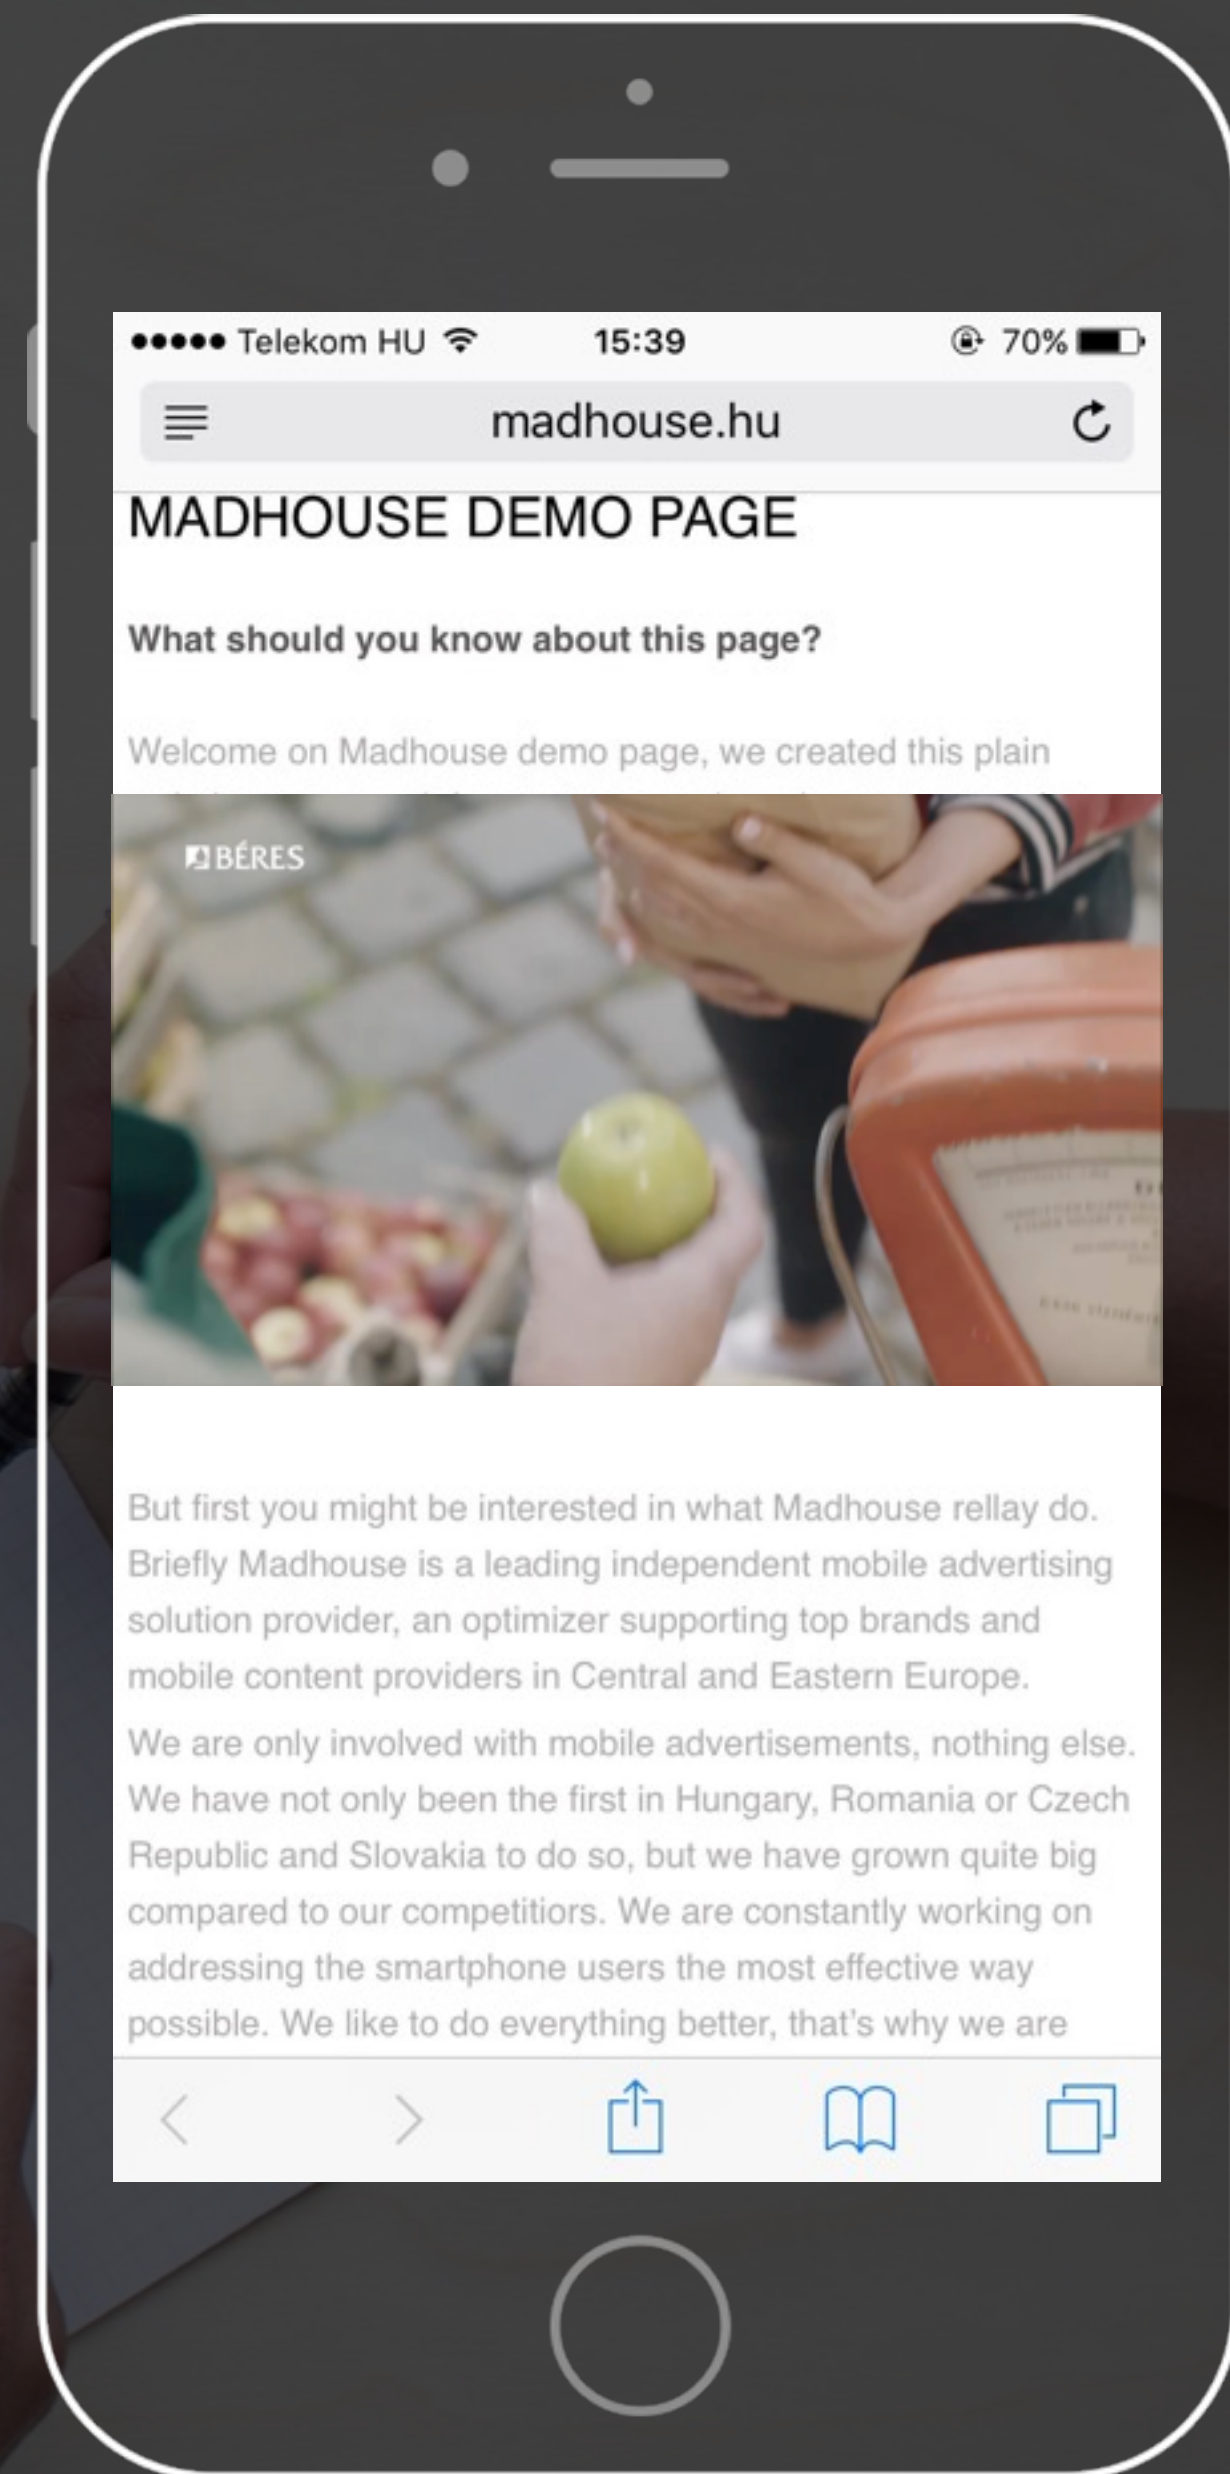 Telekom HU 15:39 70%
madhouse.hu
MADHOUSE DEMO PAGE
What should you know about this page?
Welcome on Madhouse demo page, we created this plain
BÉRES
But first you might be interested in what Madhouse rellay do.
Briefly Madhouse is a leading independent mobile advertising
solution provider, an optimizer supporting top brands and
mobile content providers in Central and Eastern Europe.
We are only involved with mobile advertisements, nothing else.
We have not only been the first in Hungary, Romania or Czech
Republic and Slovakia to do so, but we have grown quite big
compared to our competitiors. We are constantly working on
addressing the smartphone users the most effective way
possible. We like to do everything better, that's why we are